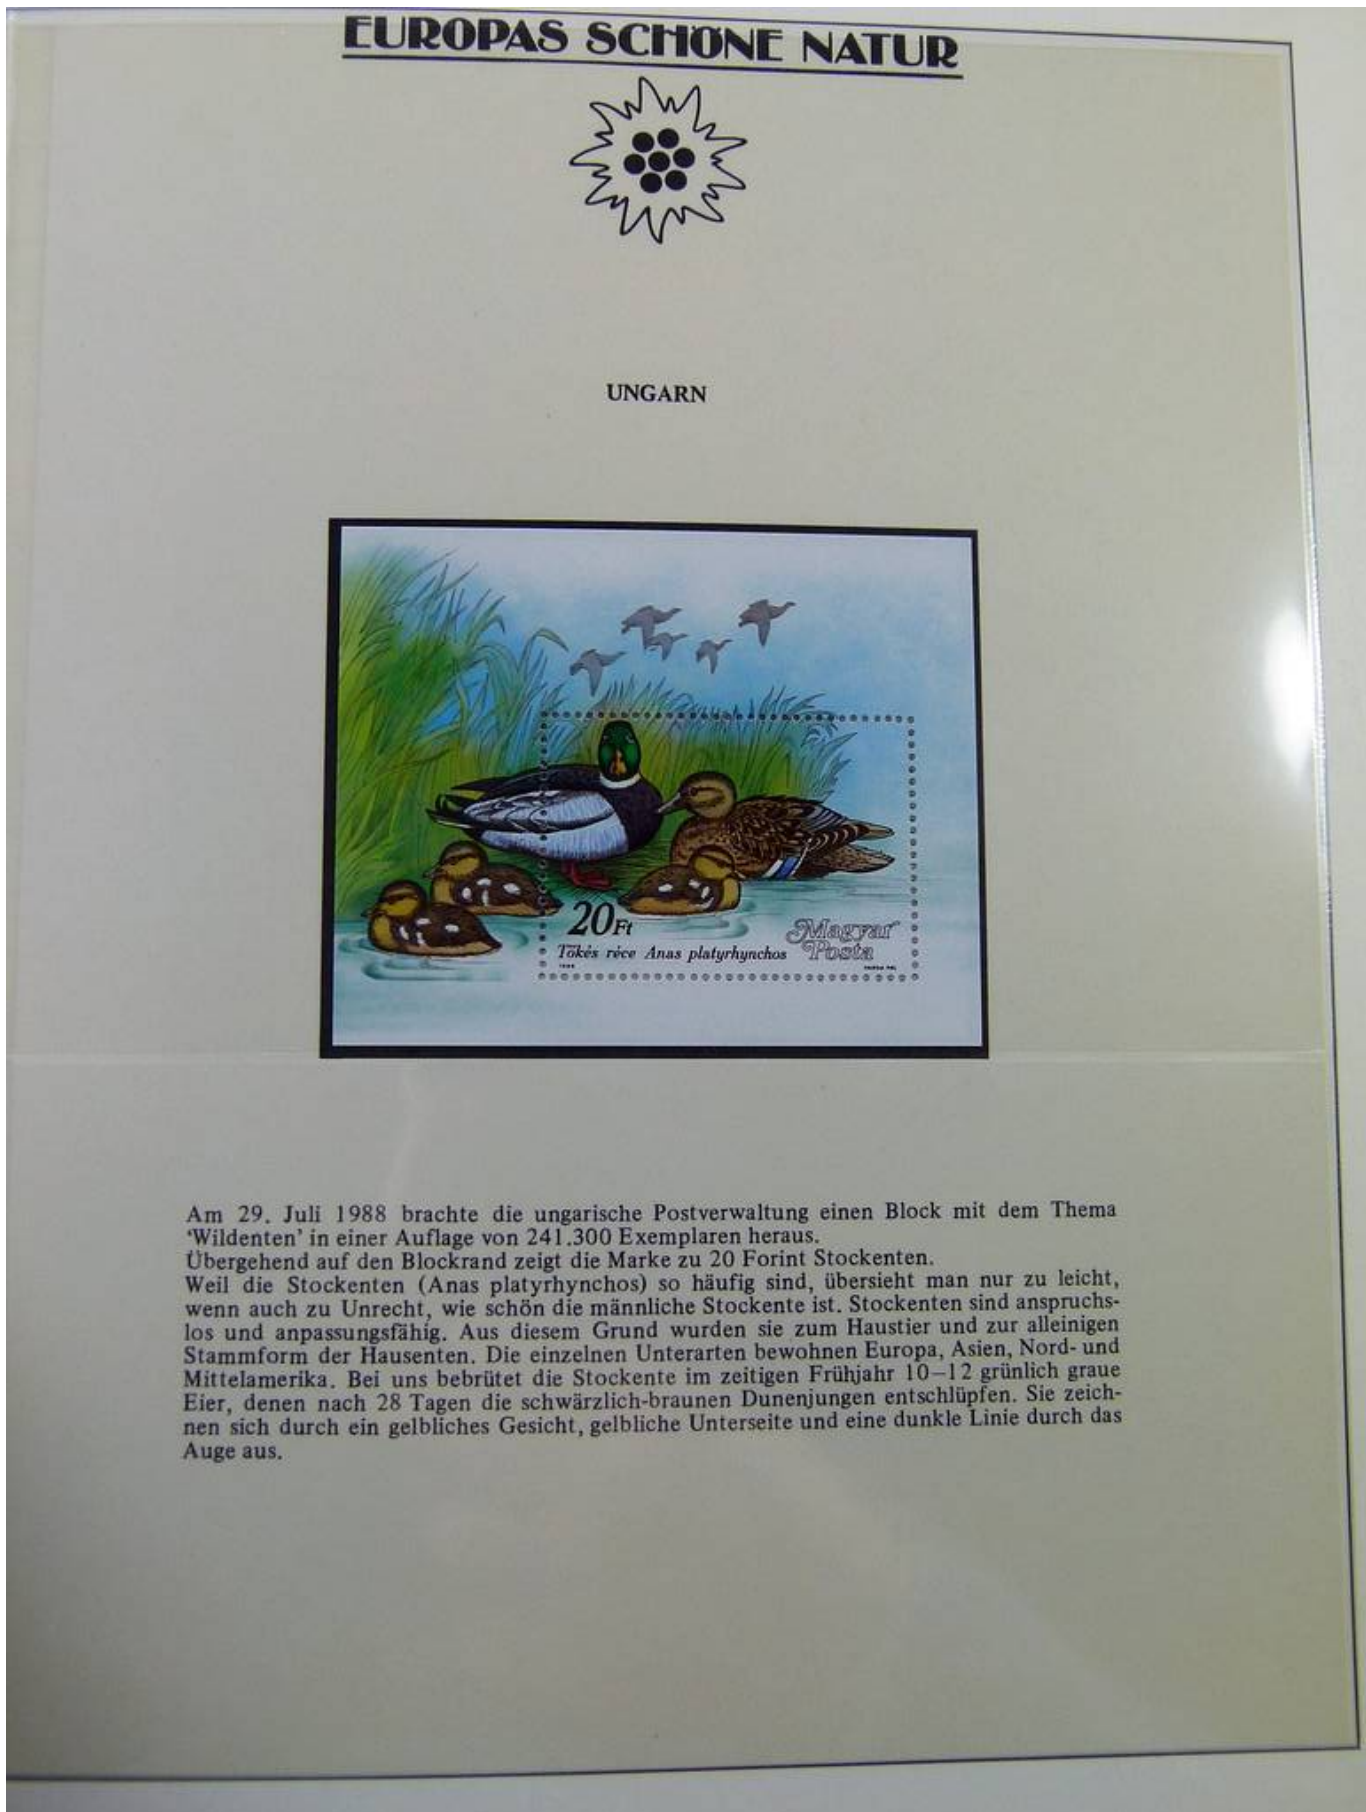 EUROPAS SCHÖNE NATUR
UNGARN
20Ft
Tőkés réce Anas platyrhynchos
Magyar
Posta
Am 29. Juli 1988 brachte die ungarische Postverwaltung einen Block mit dem Thema
‘Wildenten’ in einer Auflage von 241.300 Exemplaren heraus.
Übergehend auf den Blockrand zeigt die Marke zu 20 Forint Stockenten.
Weil die Stockenten (Anas platyrhynchos) so häufig sind, übersieht man nur zu leicht,
wenn auch zu Unrecht, wie schön die männliche Stockente ist. Stockenten sind anspruchs-
los und anpassungsfähig. Aus diesem Grund wurden sie zum Haustier und zur alleinigen
Stammform der Hausenten. Die einzelnen Unterarten bewohnen Europa, Asien, Nord- und
Mittelamerika. Bei uns bebrütet die Stockente im zeitigen Frühjahr 10–12 grünlich graue
Eier, denen nach 28 Tagen die schwärzlich-braunen Dunenjungen entschlüpfen. Sie zeich-
nen sich durch ein gelbliches Gesicht, gelbliche Unterseite und eine dunkle Linie durch das
Auge aus.